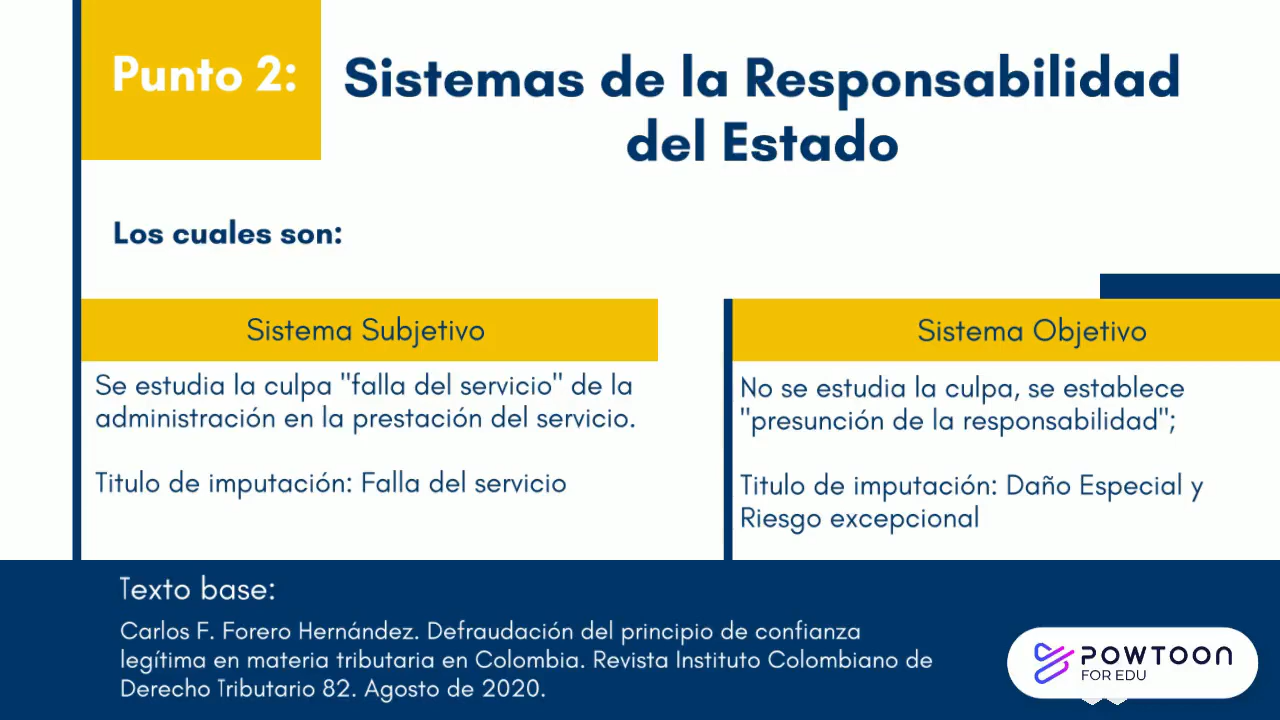 Punto 2:
Sistemas de la Responsabilidad
del Estado
Los cuales son:
Sistema Subjetivo
Se estudia la culpa "falla del servicio" de la
administración en la prestación del servicio.
Titulo de imputación: Falla del servicio
Sistema Objetivo
No se estudia la culpa, se establece
"presunción de la responsabilidad";
Titulo de imputación: Daño Especial y
Riesgo excepcional
Texto base:
Carlos F. Forero Hernández. Defraudación del principio de confianza
legítima en materia tributaria en Colombia. Revista Instituto Colombiano de
Derecho Tributario 82. Agosto de 2020.
POWTOON
FOR EDU